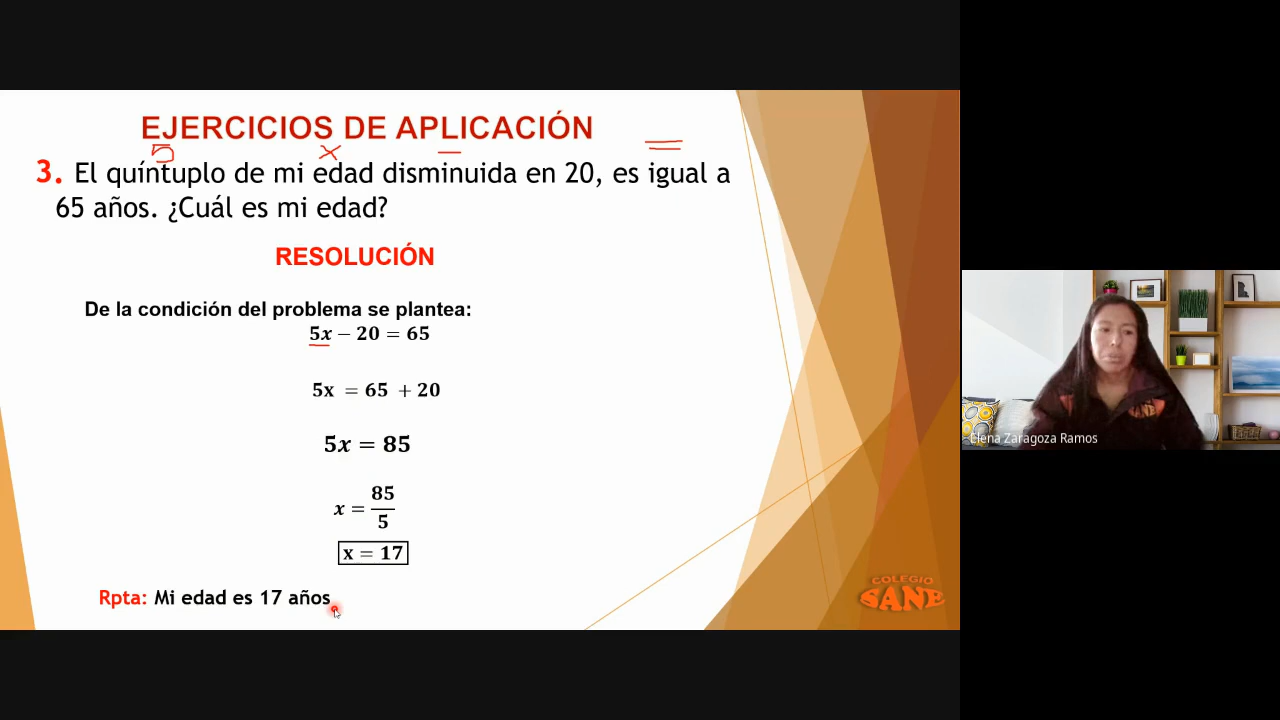 EJERCICIOS DE APLICACIÓN
5 x — =
3. El quíntuplo de mi edad disminuida en 20, es igual a
65 años. ¿Cuál es mi edad?
RESOLUCIÓN
De la condición del problema se plantea:
5x − 20 = 65
5x = 65 + 20
5x = 85
x = 85/5
x = 17
Rpta: Mi edad es 17 años
COLEGIO
SANE
Elena Zaragoza Ramos